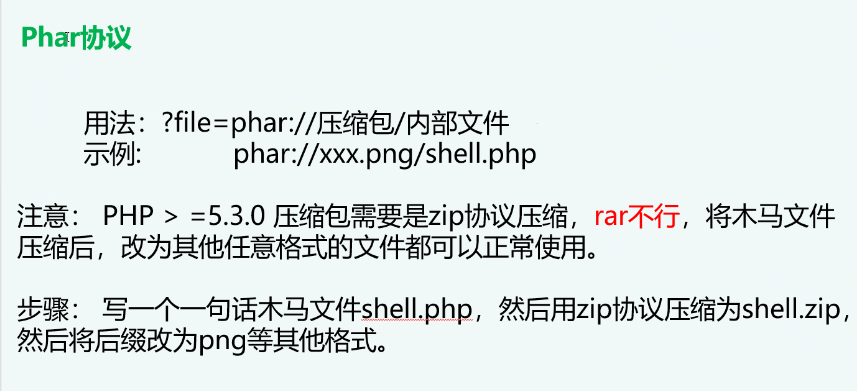 Phar协议
用法：?file=phar://压缩包/内部文件
示例: phar://xxx.png/shell.php
注意： PHP > =5.3.0 压缩包需要是zip协议压缩，rar不行，将木马文件
压缩后，改为其他任意格式的文件都可以正常使用。
步骤： 写一个一句话木马文件shell.php，然后用zip协议压缩为shell.zip，
然后将后缀改为png等其他格式。